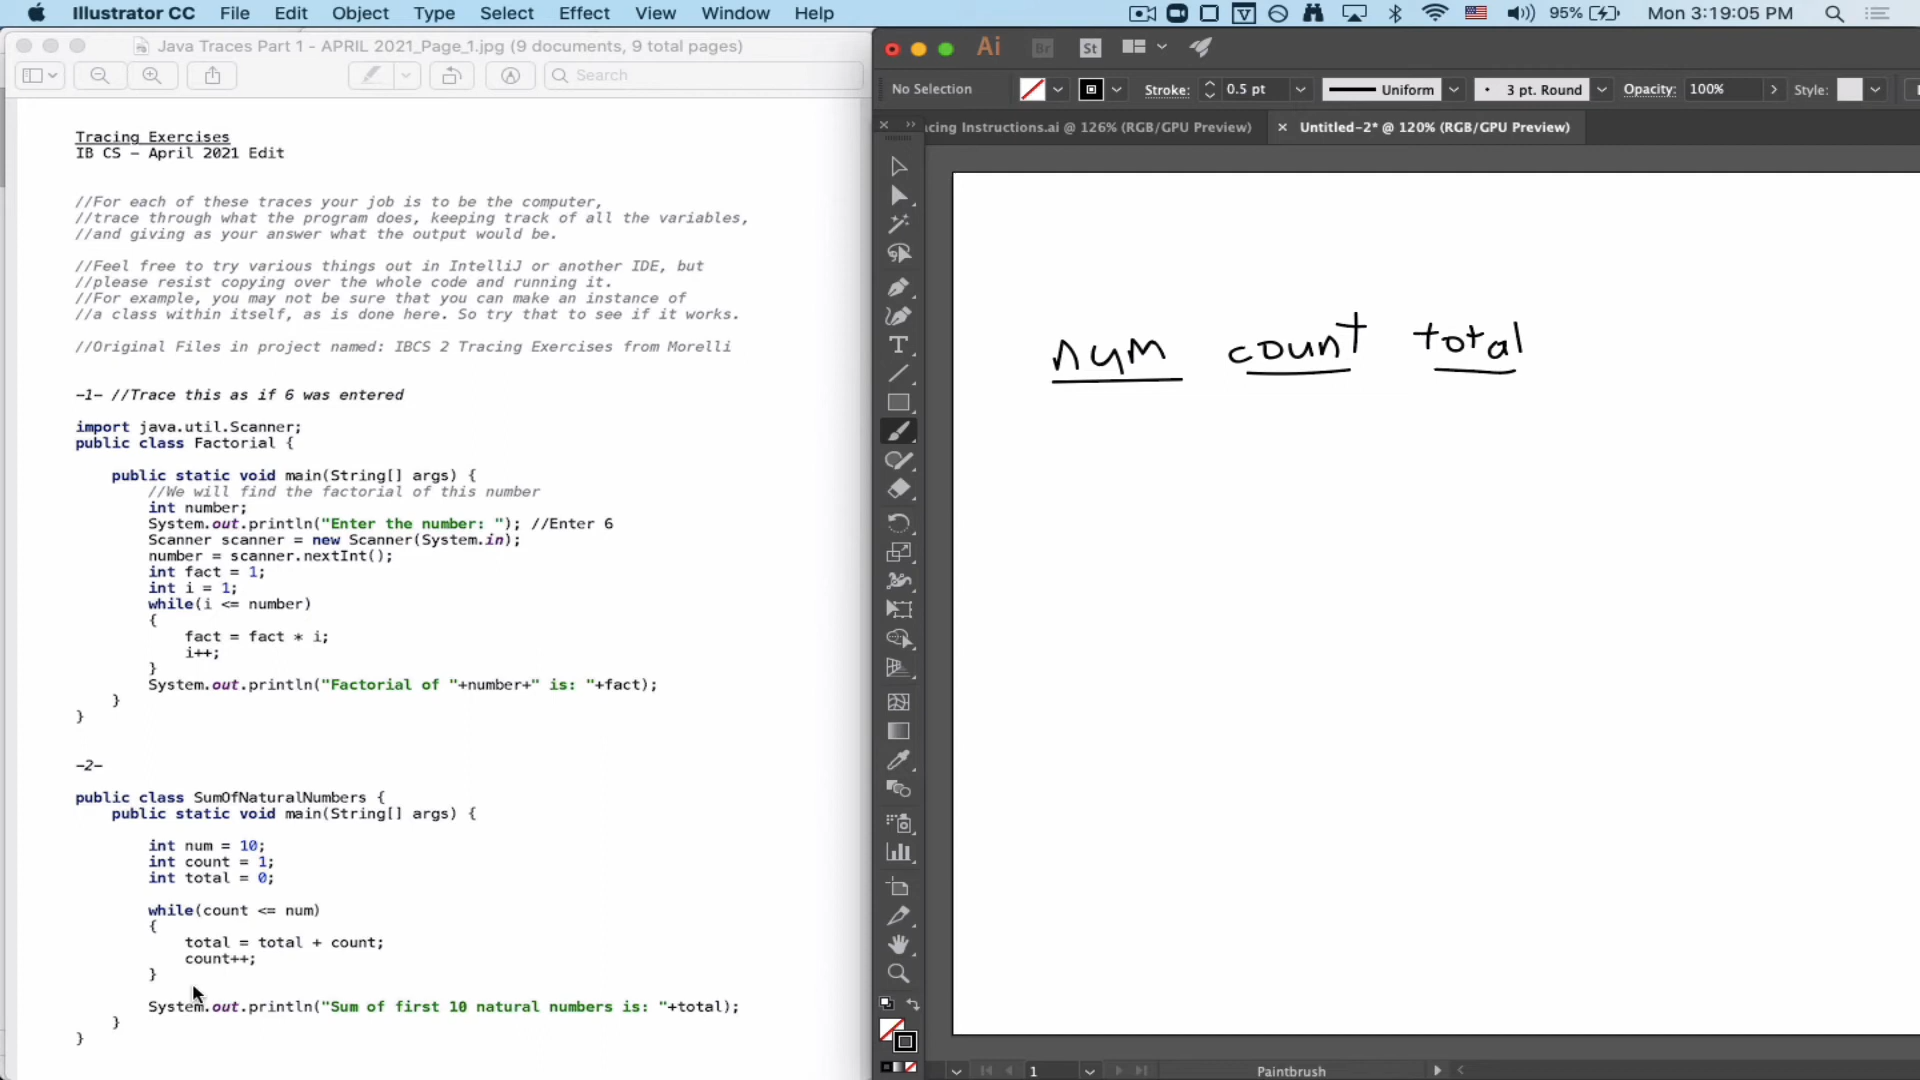 Illustrator CC File Edit Object Type Select Effect View Window Help 95% Mon 3:19:05 PM
Java Traces Part 1 - APRIL 2021_Page_1.jpg (9 documents, 9 total pages)
Search
Ai Br St
No Selection Stroke: 0.5 pt Uniform 3 pt. Round Opacity: 100% Style:
cing Instructions.ai @ 126% (RGB/GPU Preview) Untitled-2* @ 120% (RGB/GPU Preview)
Tracing Exercises
IB CS – April 2021 Edit
//For each of these traces your job is to be the computer,
//trace through what the program does, keeping track of all the variables,
//and giving as your answer what the output would be.
//Feel free to try various things out in IntelliJ or another IDE, but
//please resist copying over the whole code and running it.
//For example, you may not be sure that you can make an instance of
//a class within itself, as is done here. So try that to see if it works.
//Original Files in project named: IBCS 2 Tracing Exercises from Morelli
-1- //Trace this as if 6 was entered
import java.util.Scanner;
public class Factorial {
public static void main(String[] args) {
//We will find the factorial of this number
int number;
System.out.println("Enter the number: "); //Enter 6
Scanner scanner = new Scanner(System.in);
number = scanner.nextInt();
int fact = 1;
int i = 1;
while(i <= number)
{
fact = fact * i;
i++;
}
System.out.println("Factorial of "+number+" is: "+fact);
}
}
-2-
public class SumOfNaturalNumbers {
public static void main(String[] args) {
int num = 10;
int count = 1;
int total = 0;
while(count <= num)
{
total = total + count;
count++;
}
System.out.println("Sum of first 10 natural numbers is: "+total);
}
}
num count total
1 Paintbrush